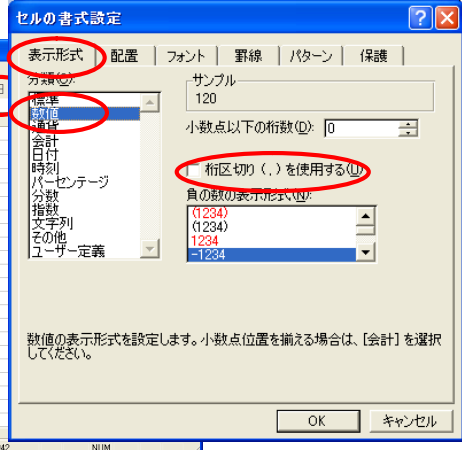 セルの書式設定
表示形式 配置 フォント 罫線 パターン 保護
分類(C):
標準
数値
通貨
会計
日付
時刻
パーセンテージ
分数
指数
文字列
その他
ユーザー定義
サンプル
120
小数点以下の桁数(D): 0
桁区切り(,)を使用する(U)
負の数の表示形式(N):
(1234)
(1234)
1234
-1234
数値の表示形式を設定します。小数点位置を揃える場合は、[会計] を選択
してください。
OK キャンセル
NUM